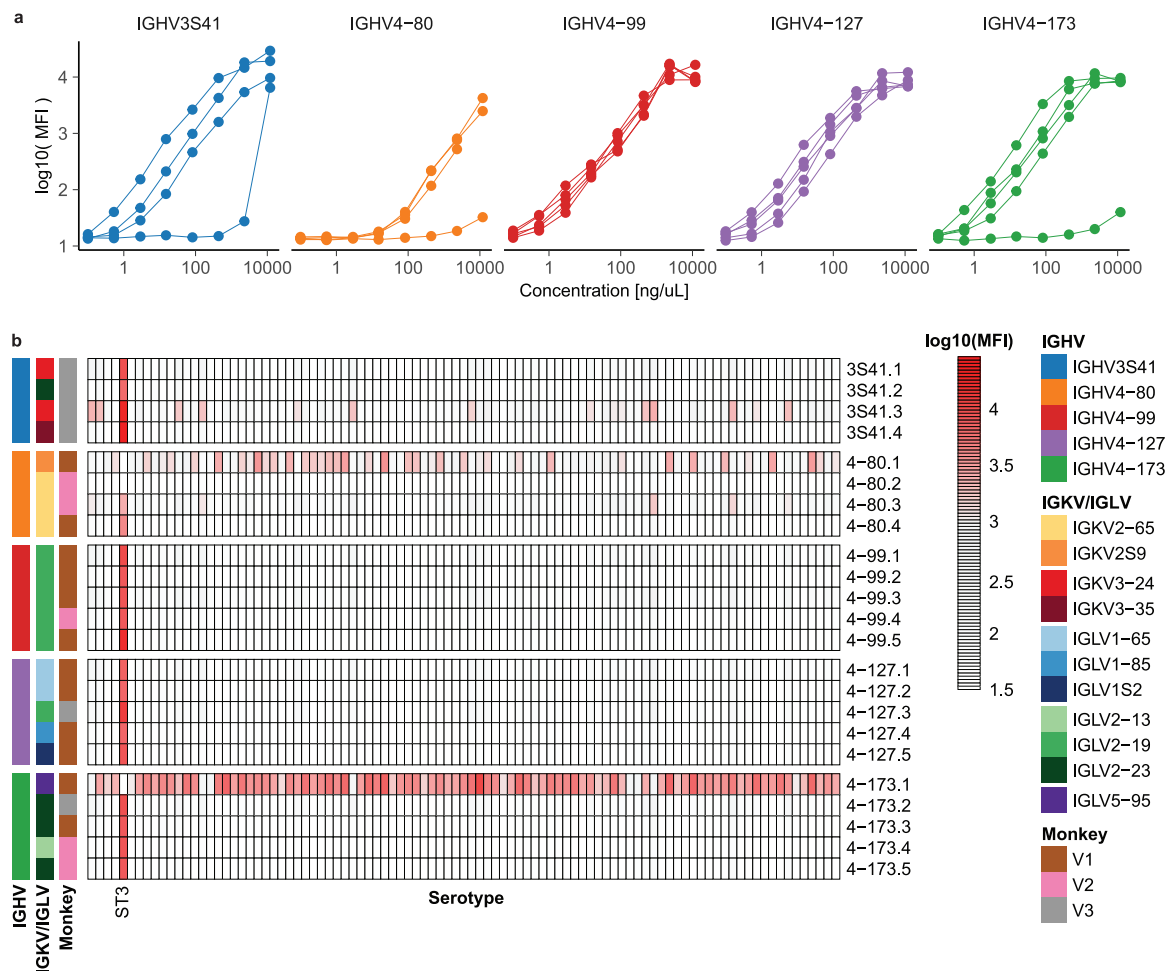 a
IGHV3S41 IGHV4−80 IGHV4−99 IGHV4−127 IGHV4−173
log10( MFI )
4
3
2
1
1 100 10000 1 100 10000 1 100 10000 1 100 10000 1 100 10000
Concentration [ng/uL]
b
3S41.1
3S41.2
3S41.3
3S41.4
4−80.1
4−80.2
4−80.3
4−80.4
4−99.1
4−99.2
4−99.3
4−99.4
4−99.5
4−127.1
4−127.2
4−127.3
4−127.4
4−127.5
4−173.1
4−173.2
4−173.3
4−173.4
4−173.5
IGHV
IGKV/IGLV
Monkey
ST3
Serotype
log10(MFI)
4
3.5
3
2.5
2
1.5
IGHV
IGHV3S41
IGHV4−80
IGHV4−99
IGHV4−127
IGHV4−173
IGKV/IGLV
IGKV2−65
IGKV2S9
IGKV3−24
IGKV3−35
IGLV1−65
IGLV1−85
IGLV1S2
IGLV2−13
IGLV2−19
IGLV2−23
IGLV5−95
Monkey
V1
V2
V3